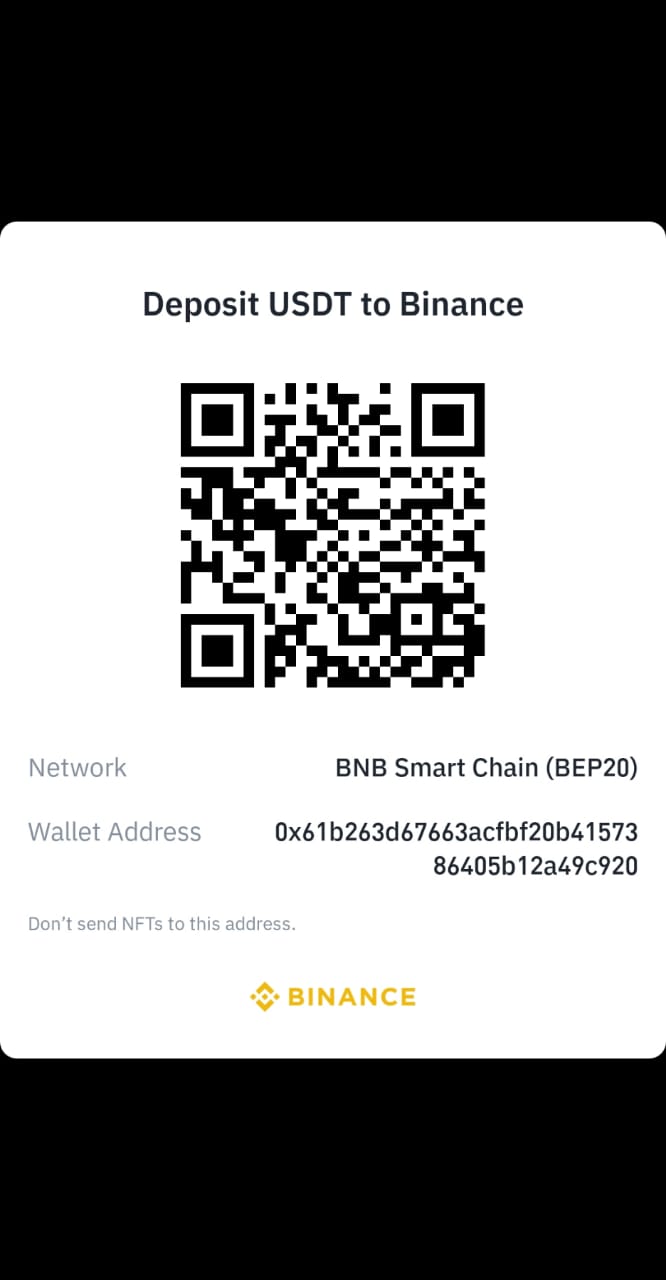 Deposit USDT to Binance
Network
BNB Smart Chain (BEP20)
Wallet Address
0x61b263d67663acfbf20b41573
86405b12a49c920
Don’t send NFTs to this address.
BINANCE